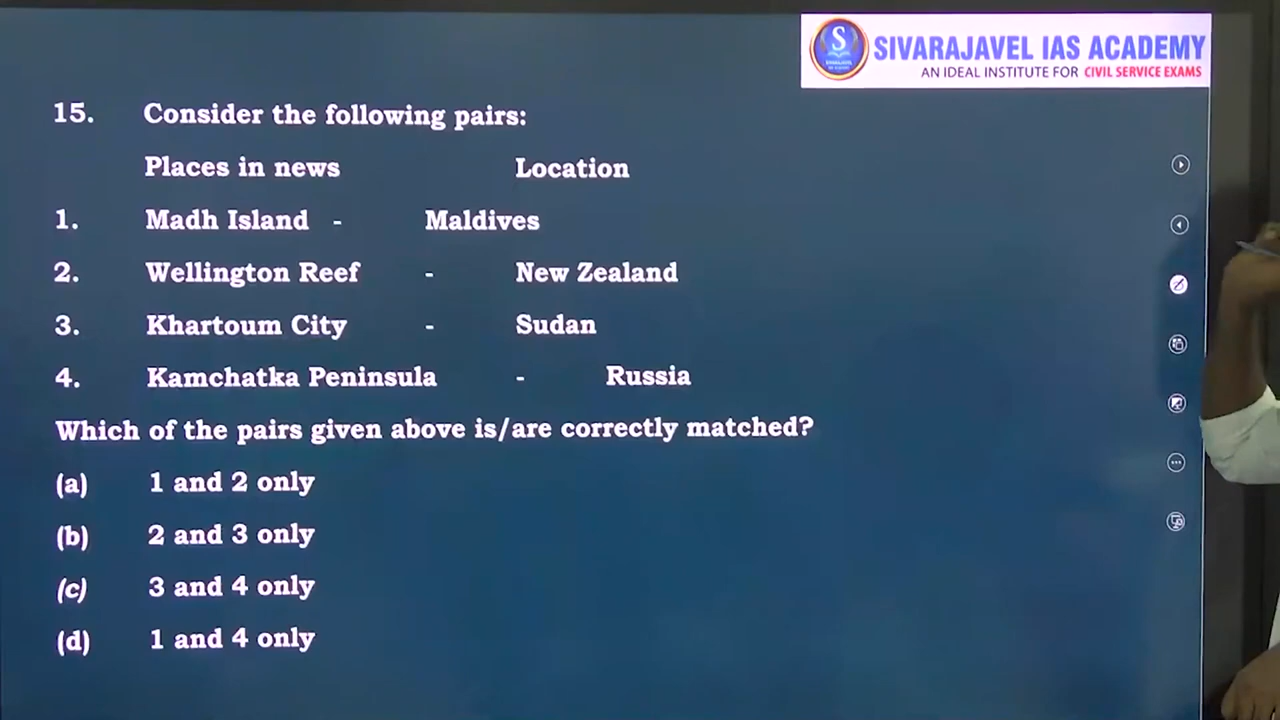 SIVARAJAVEL IAS ACADEMY
AN IDEAL INSTITUTE FOR CIVIL SERVICE EXAMS
15. Consider the following pairs:
Places in news Location
1. Madh Island - Maldives
2. Wellington Reef - New Zealand
3. Khartoum City - Sudan
4. Kamchatka Peninsula - Russia
Which of the pairs given above is/are correctly matched?
(a) 1 and 2 only
(b) 2 and 3 only
(c) 3 and 4 only
(d) 1 and 4 only